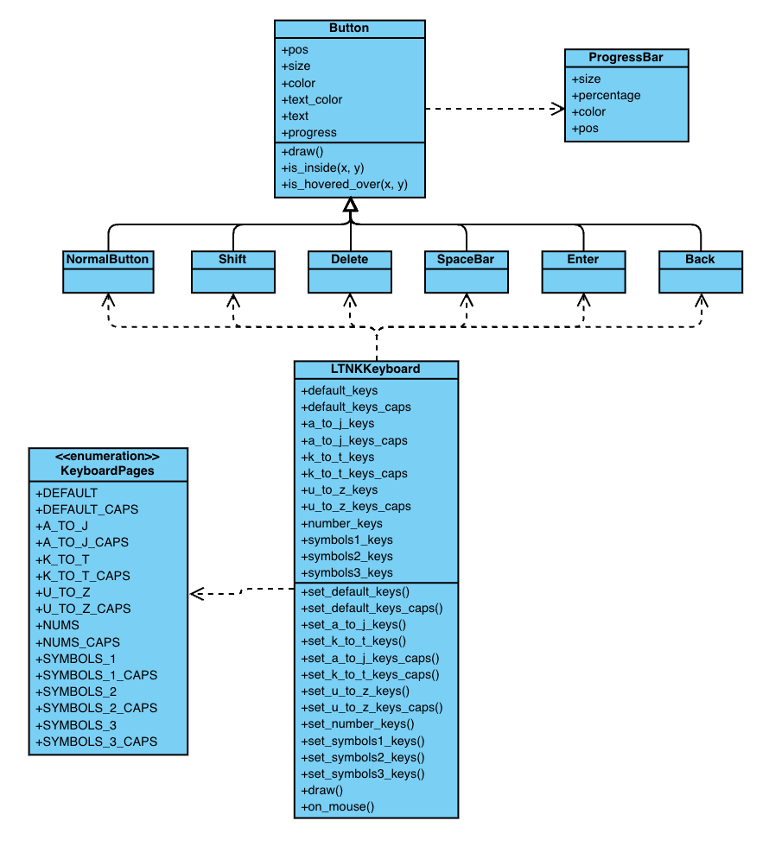 Button
+pos
+size
+color
+text_color
+text
+progress
+draw()
+is_inside(x, y)
+is_hovered_over(x, y)
ProgressBar
+size
+percentage
+color
+pos
NormalButton
Shift
Delete
SpaceBar
Enter
Back
LTNKKeyboard
+default_keys
+default_keys_caps
+a_to_j_keys
+a_to_j_keys_caps
+k_to_t_keys
+k_to_t_keys_caps
+u_to_z_keys
+u_to_z_keys_caps
+number_keys
+symbols1_keys
+symbols2_keys
+symbols3_keys
+set_default_keys()
+set_default_keys_caps()
+set_a_to_j_keys()
+set_k_to_t_keys()
+set_a_to_j_keys_caps()
+set_k_to_t_keys_caps()
+set_u_to_z_keys()
+set_u_to_z_keys_caps()
+set_number_keys()
+set_symbols1_keys()
+set_symbols2_keys()
+set_symbols3_keys()
+draw()
+on_mouse()
<<enumeration>>
KeyboardPages
+DEFAULT
+DEFAULT_CAPS
+A_TO_J
+A_TO_J_CAPS
+K_TO_T
+K_TO_T_CAPS
+U_TO_Z
+U_TO_Z_CAPS
+NUMS
+NUMS_CAPS
+SYMBOLS_1
+SYMBOLS_1_CAPS
+SYMBOLS_2
+SYMBOLS_2_CAPS
+SYMBOLS_3
+SYMBOLS_3_CAPS